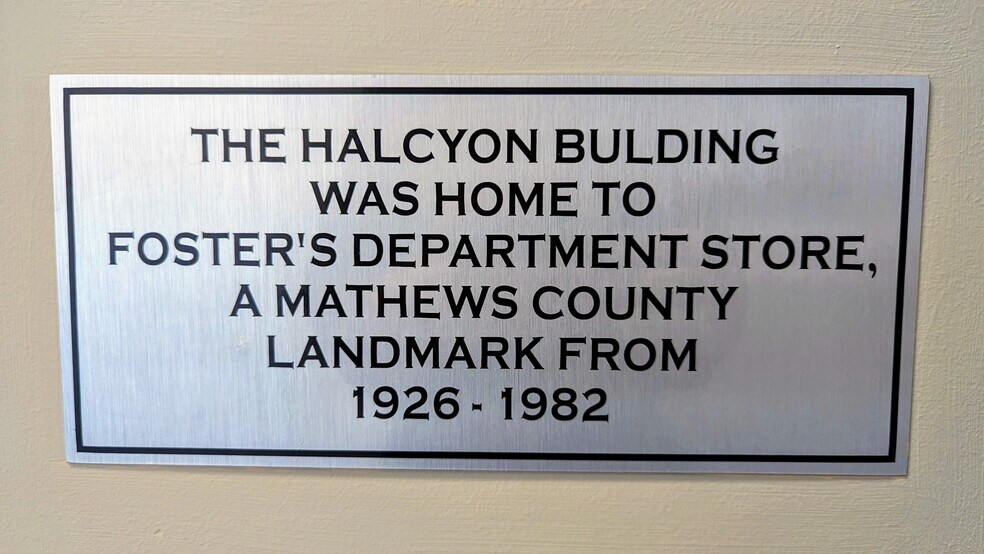 THE HALCYON BULDING
WAS HOME TO
FOSTER'S DEPARTMENT STORE,
A MATHEWS COUNTY
LANDMARK FROM
1926 - 1982